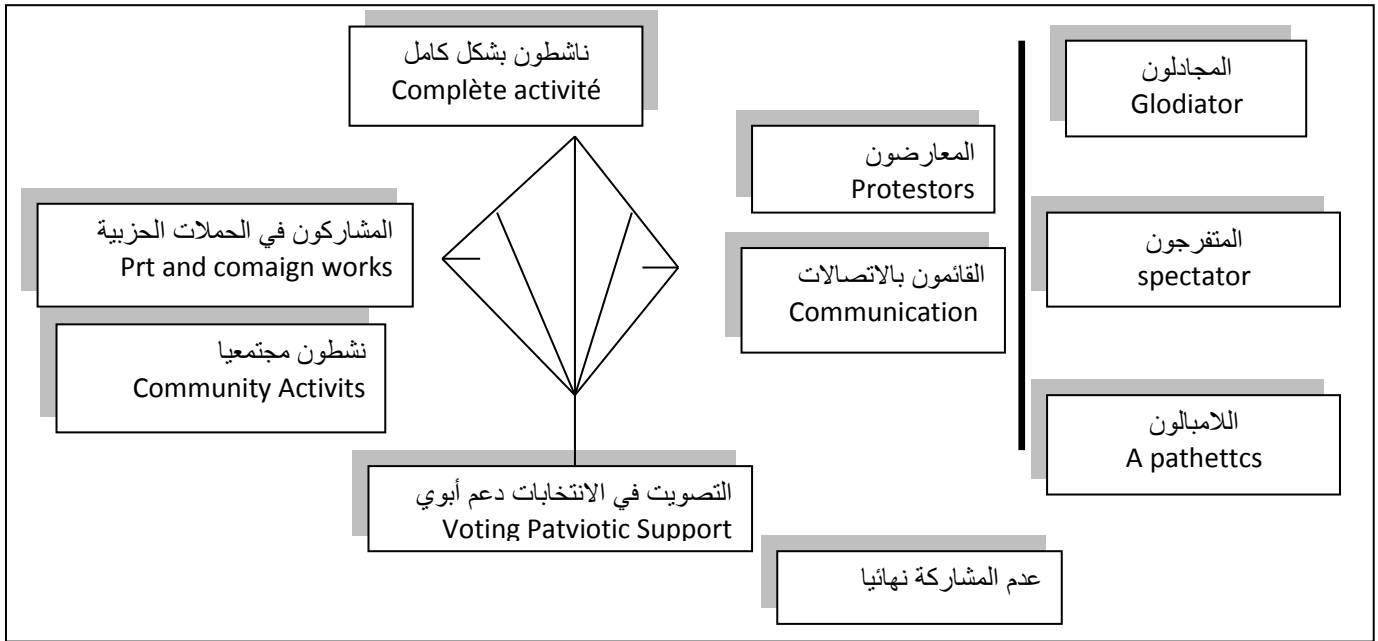 ناشطون بشكل كامل
Complète activité
المجادلون
Glodiator
المعارضون
Protestors
المشاركون في الحملات الحزبية
Prt and comaign works
المتفرجون
spectator
القائمون بالاتصالات
Communication
نشطون مجتمعيا
Community Activits
اللامبالون
A pathettcs
التصويت في الانتخابات دعم أبوي
Voting Patviotic Support
عدم المشاركة نهائيا